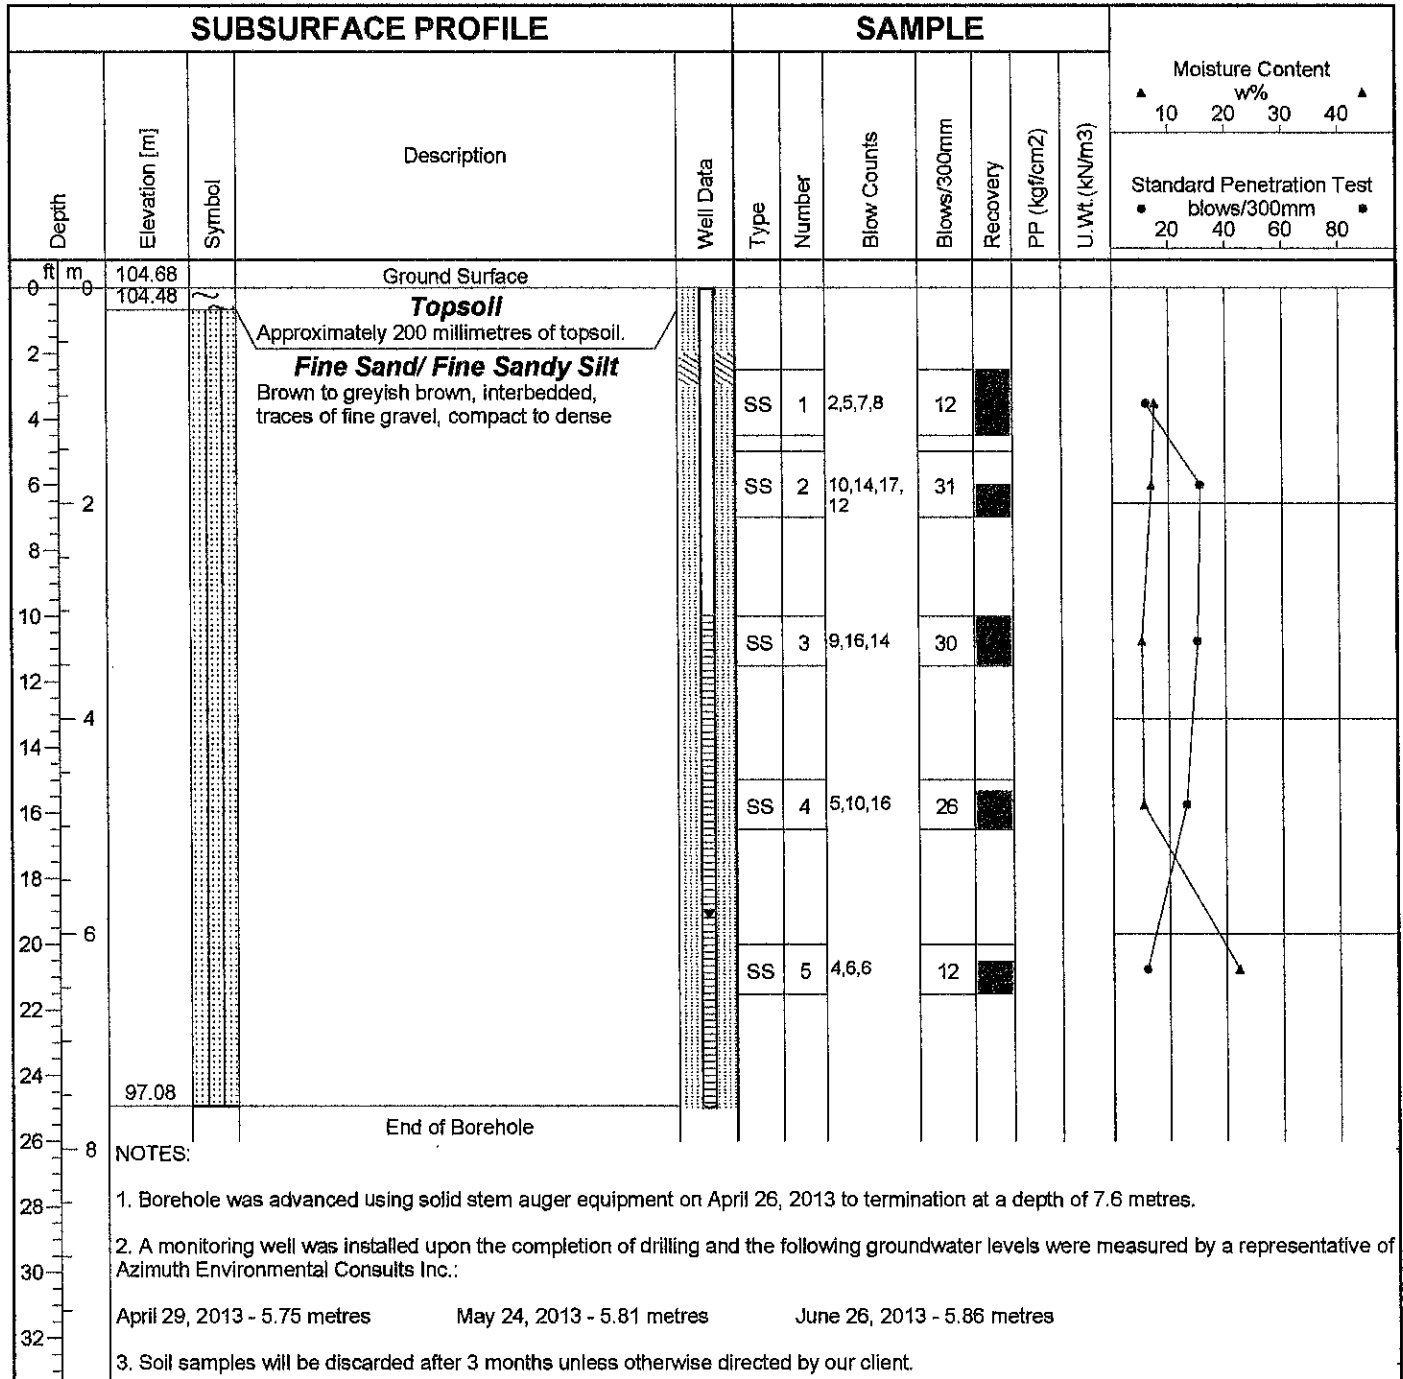 SUBSURFACE PROFILE
SAMPLE
Depth
Elevation [m]
Symbol
Description
Well Data
Type
Number
Blow Counts
Blows/300mm
Recovery
PP (kgf/cm2)
U.Wt.(kN/m3)
Moisture Content
w%
10 20 30 40
Standard Penetration Test
blows/300mm
20 40 60 80
ft m
0 0
104.68
Ground Surface
104.48
Topsoil
Approximately 200 millimetres of topsoil.
2
Fine Sand/ Fine Sandy Silt
Brown to greyish brown, interbedded,
traces of fine gravel, compact to dense
SS 1 2,5,7,8 12
4
6
2
SS 2 10,14,17, 31
12
8
10
SS 3 9,16,14 30
12
4
14
16
SS 4 5,10,16 26
18
6
20
SS 5 4,6,6 12
22
24
97.08
End of Borehole
26
8
NOTES:
1. Borehole was advanced using solid stem auger equipment on April 26, 2013 to termination at a depth of 7.6 metres.
28
2. A monitoring well was installed upon the completion of drilling and the following groundwater levels were measured by a representative of
Azimuth Environmental Consults Inc.:
30
April 29, 2013 - 5.75 metres May 24, 2013 - 5.81 metres June 26, 2013 - 5.86 metres
32
3. Soil samples will be discarded after 3 months unless otherwise directed by our client.